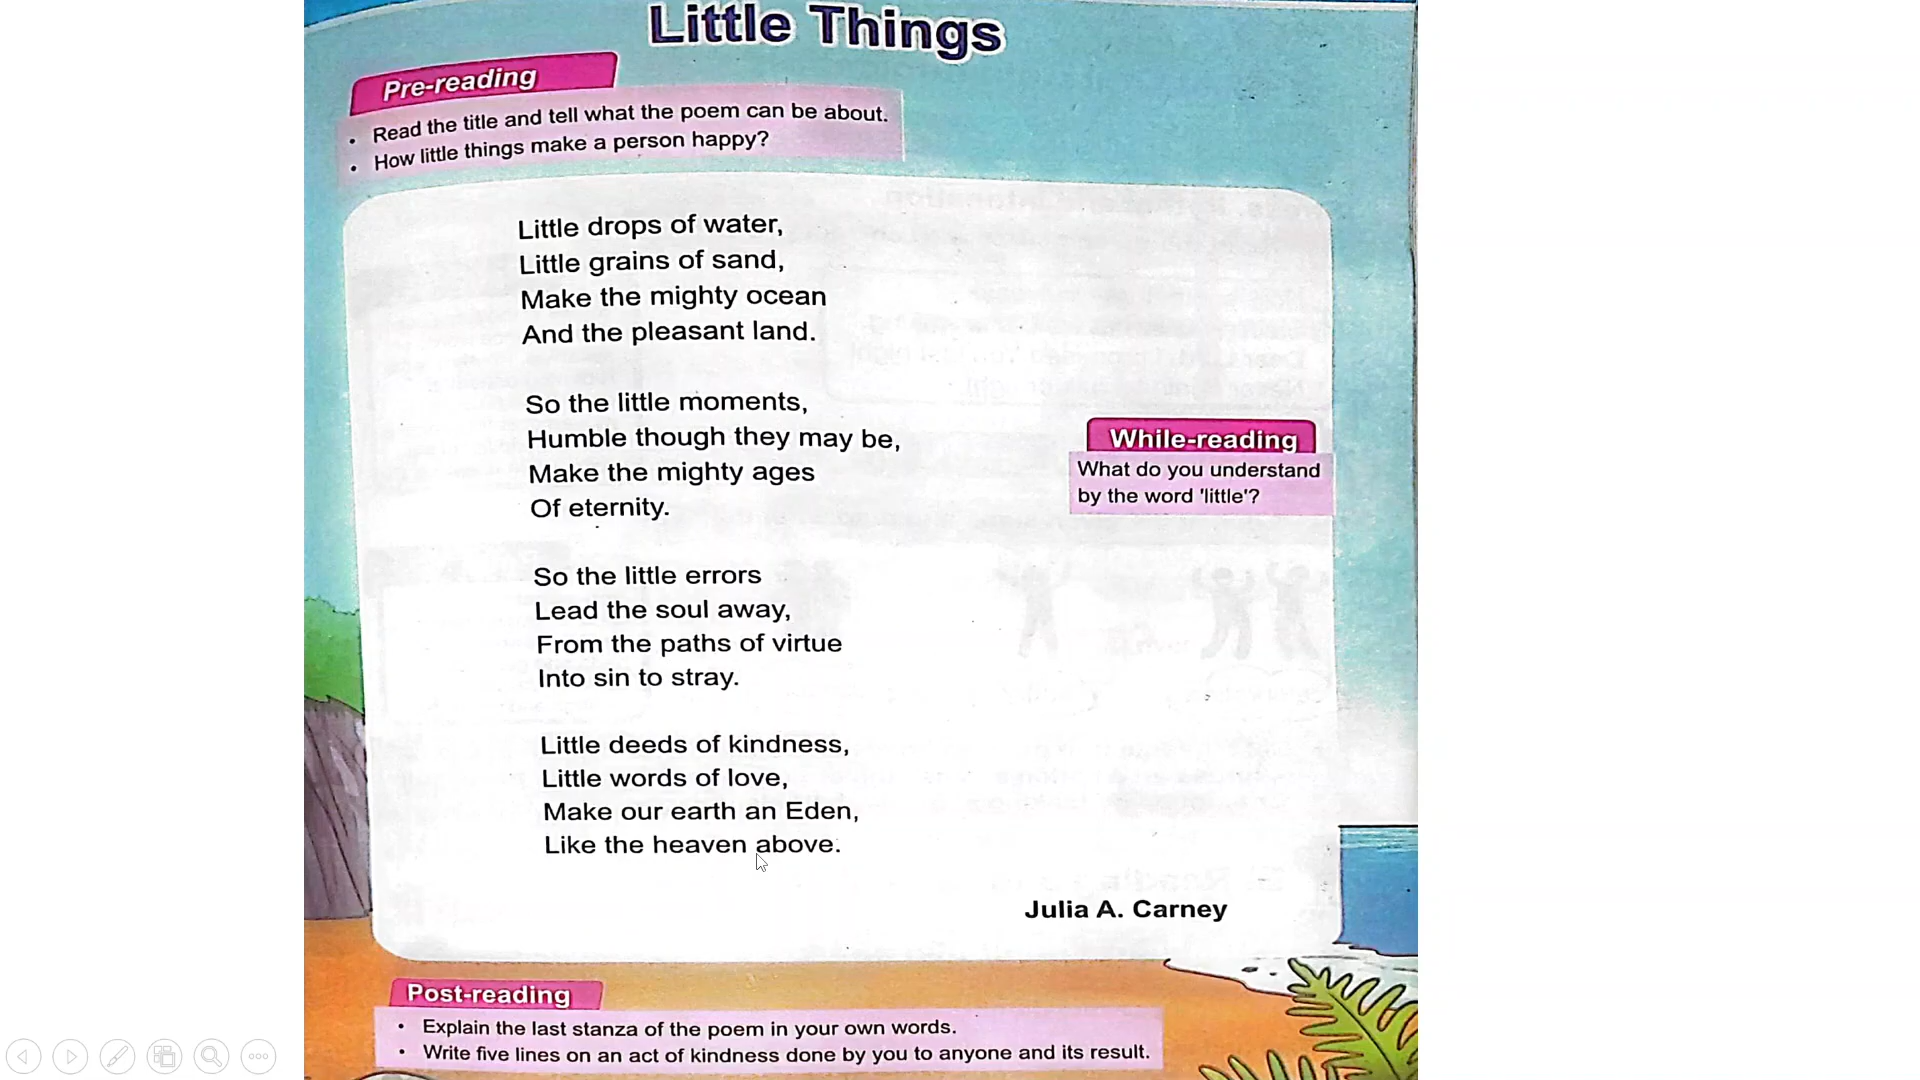 Little Things
Pre-reading
• Read the title and tell what the poem can be about.
• How little things make a person happy?
Little drops of water,
Little grains of sand,
Make the mighty ocean
And the pleasant land.
So the little moments,
Humble though they may be,
Make the mighty ages
Of eternity.
While-reading
What do you understand
by the word 'little'?
So the little errors
Lead the soul away,
From the paths of virtue
Into sin to stray.
Little deeds of kindness,
Little words of love,
Make our earth an Eden,
Like the heaven above.
Julia A. Carney
Post-reading
• Explain the last stanza of the poem in your own words.
• Write five lines on an act of kindness done by you to anyone and its result.